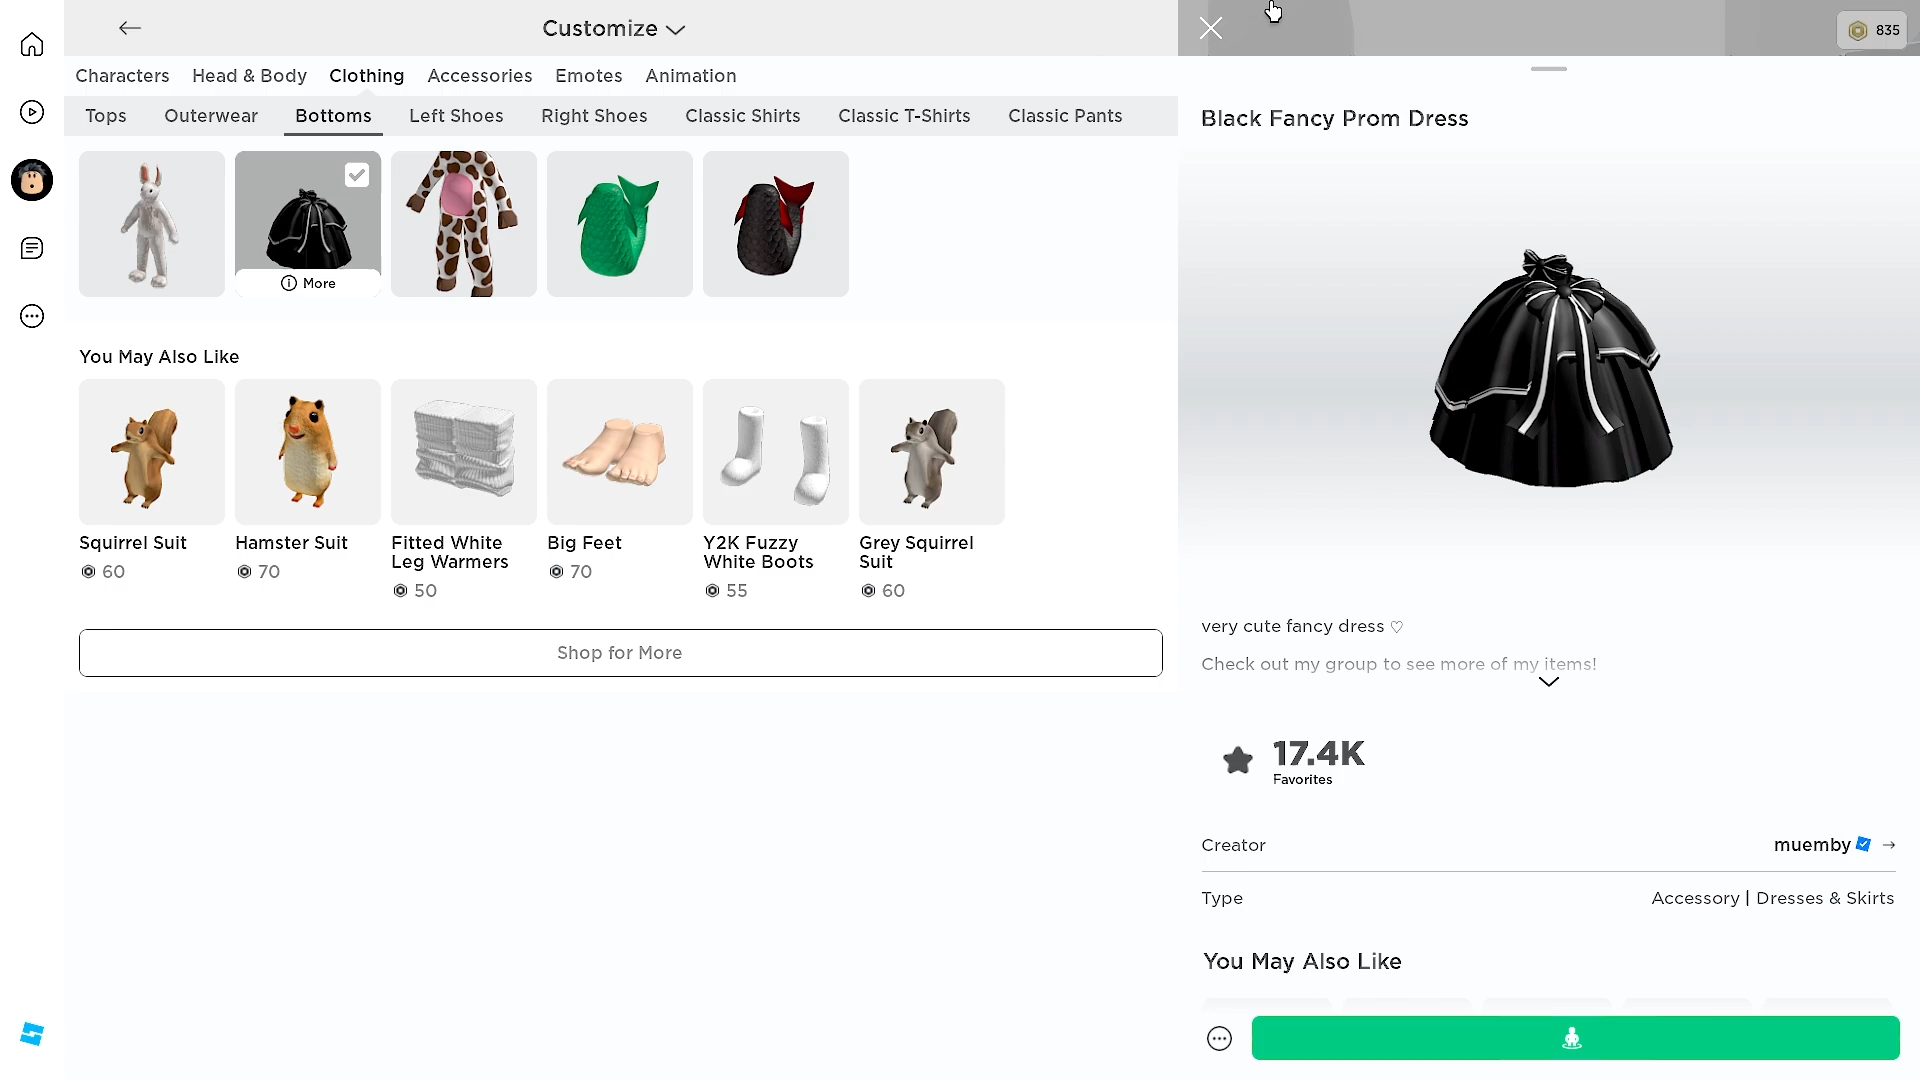 Customize
835
Characters Head & Body Clothing Accessories Emotes Animation
Tops Outerwear Bottoms Left Shoes Right Shoes Classic Shirts Classic T-Shirts Classic Pants
More
You May Also Like
Squirrel Suit
60
Hamster Suit
70
Fitted White
Leg Warmers
50
Big Feet
70
Y2K Fuzzy
White Boots
55
Grey Squirrel
Suit
60
Shop for More
Black Fancy Prom Dress
very cute fancy dress ♡
Check out my group to see more of my items!
17.4K
Favorites
Creator muemby
Type Accessory | Dresses & Skirts
You May Also Like